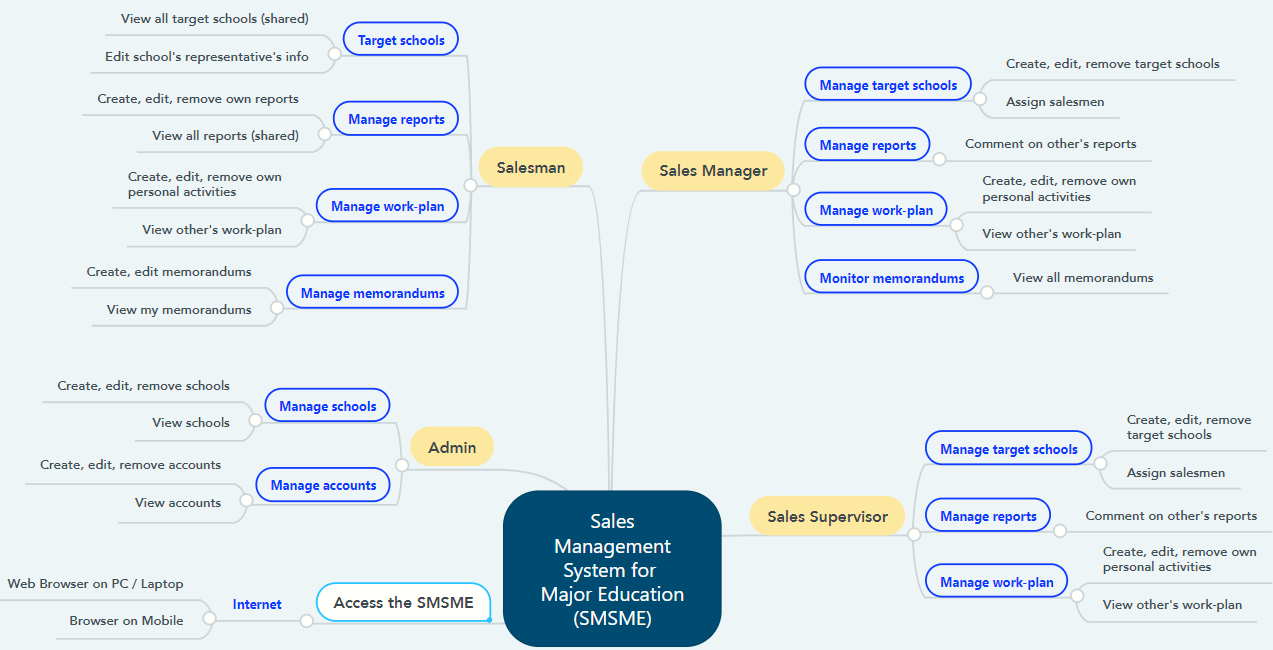 View all target schools (shared)
Edit school's representative's info
Target schools
Create, edit, remove own reports
View all reports (shared)
Manage reports
Create, edit, remove own
personal activities
View other's work-plan
Manage work-plan
Create, edit memorandums
View my memorandums
Manage memorandums
Salesman
Sales Manager
Manage target schools
Create, edit, remove target schools
Assign salesmen
Manage reports
Comment on other's reports
Manage work-plan
Create, edit, remove own
personal activities
View other's work-plan
Monitor memorandums
View all memorandums
Create, edit, remove schools
View schools
Manage schools
Create, edit, remove accounts
View accounts
Manage accounts
Admin
Web Browser on PC / Laptop
Browser on Mobile
Internet
Access the SMSME
Sales
Management
System for
Major Education
(SMSME)
Sales Supervisor
Manage target schools
Create, edit, remove
target schools
Assign salesmen
Manage reports
Comment on other's reports
Manage work-plan
Create, edit, remove own
personal activities
View other's work-plan